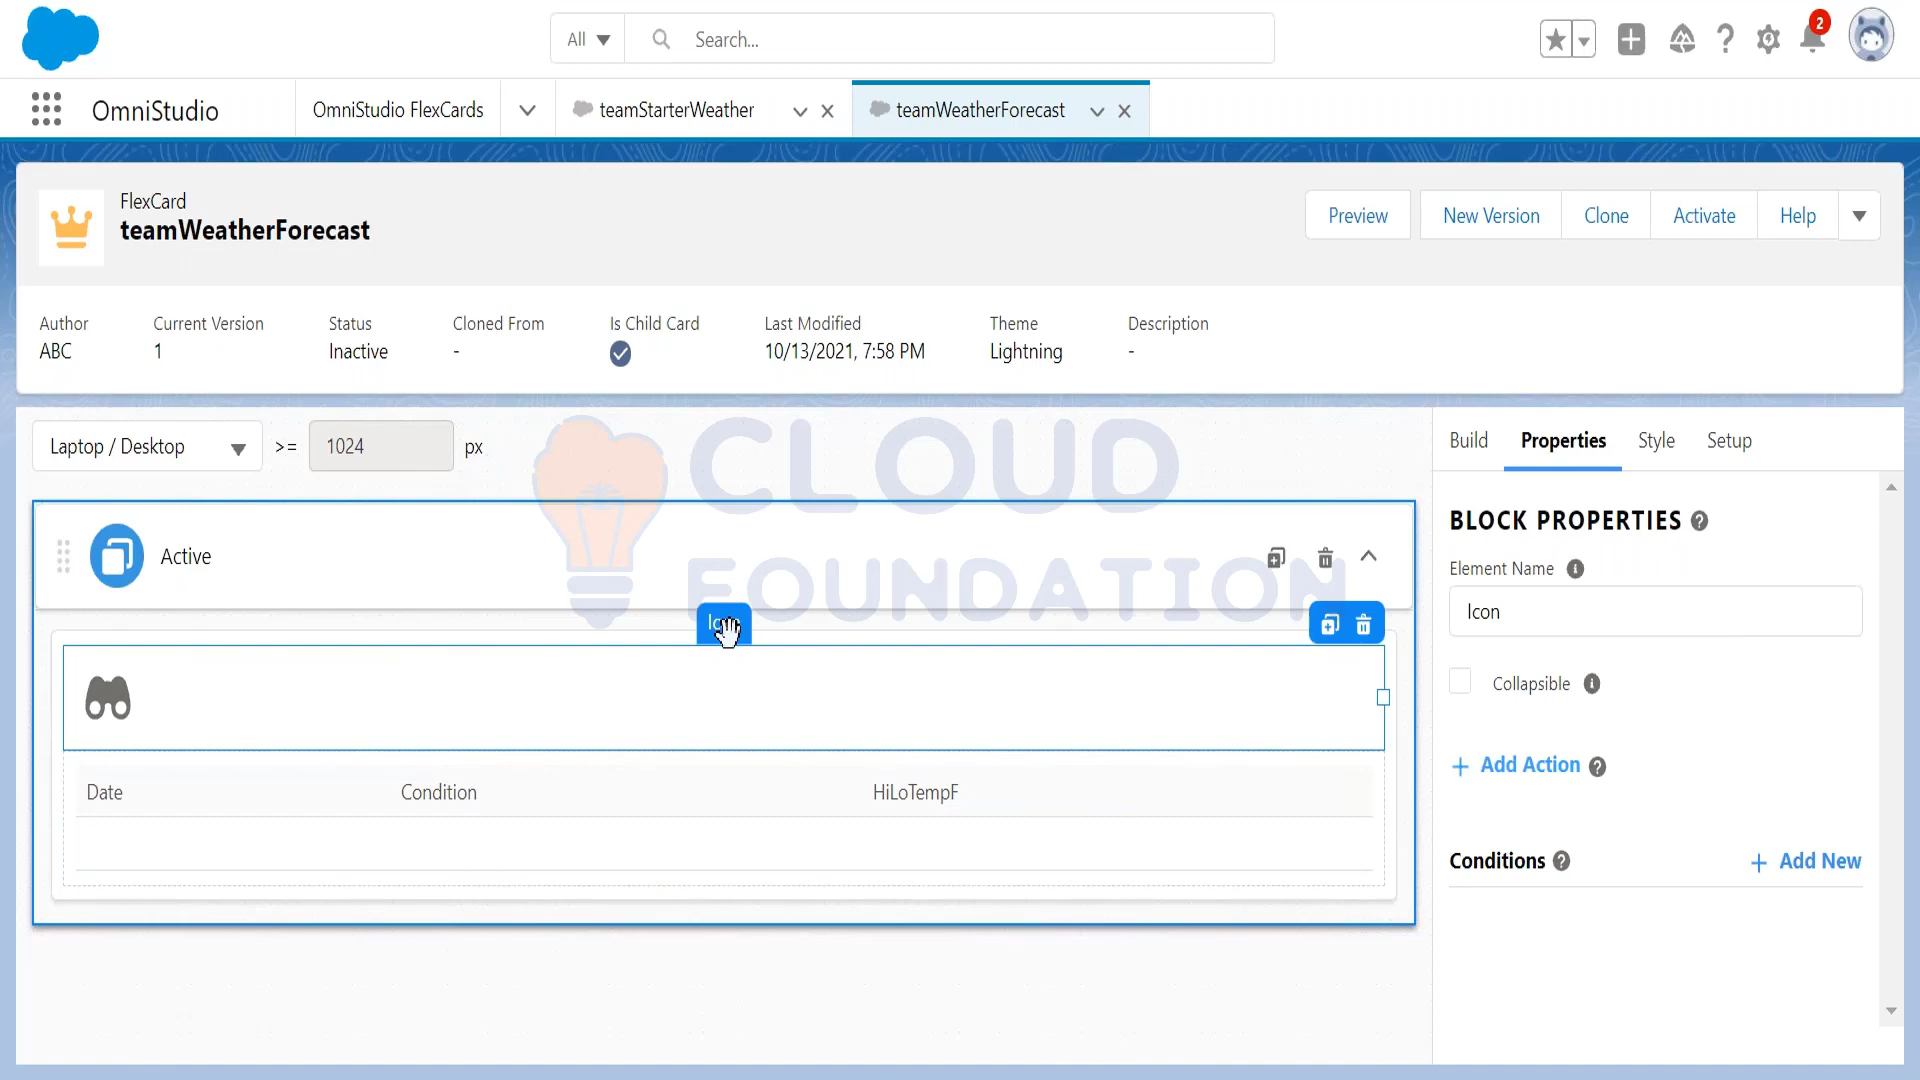 All
Search...
2
OmniStudio
OmniStudio FlexCards
teamStarterWeather
teamWeatherForecast
FlexCard
teamWeatherForecast
Preview
New Version
Clone
Activate
Help
Author
Current Version
Status
Cloned From
Is Child Card
Last Modified
Theme
Description
ABC
1
Inactive
-
10/13/2021, 7:58 PM
Lightning
-
Laptop / Desktop
>=
1024
px
CLOUD
FOUNDATION
Build
Properties
Style
Setup
Active
BLOCK PROPERTIES
Element Name
Icon
Collapsible
Add Action
Conditions
Add New
Date
Condition
HiLoTempF